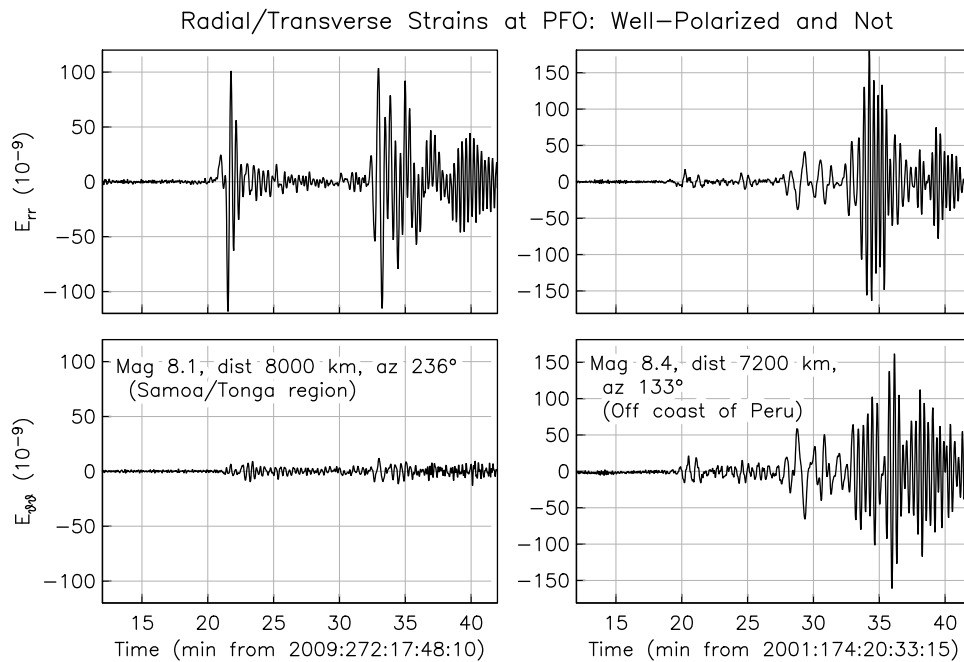 Radial/Transverse Strains at PFO: Well-Polarized and Not
100
50
0
−50
−100
E_rr (10^-9)
150
100
50
0
−50
−100
−150
Mag 8.1, dist 8000 km, az 236°
(Samoa/Tonga region)
100
50
0
−50
−100
E_ϑϑ (10^-9)
15 20 25 30 35 40
Time (min from 2009:272:17:48:10)
Mag 8.4, dist 7200 km,
az 133°
(Off coast of Peru)
150
100
50
0
−50
−100
−150
15 20 25 30 35 40
Time (min from 2001:174:20:33:15)